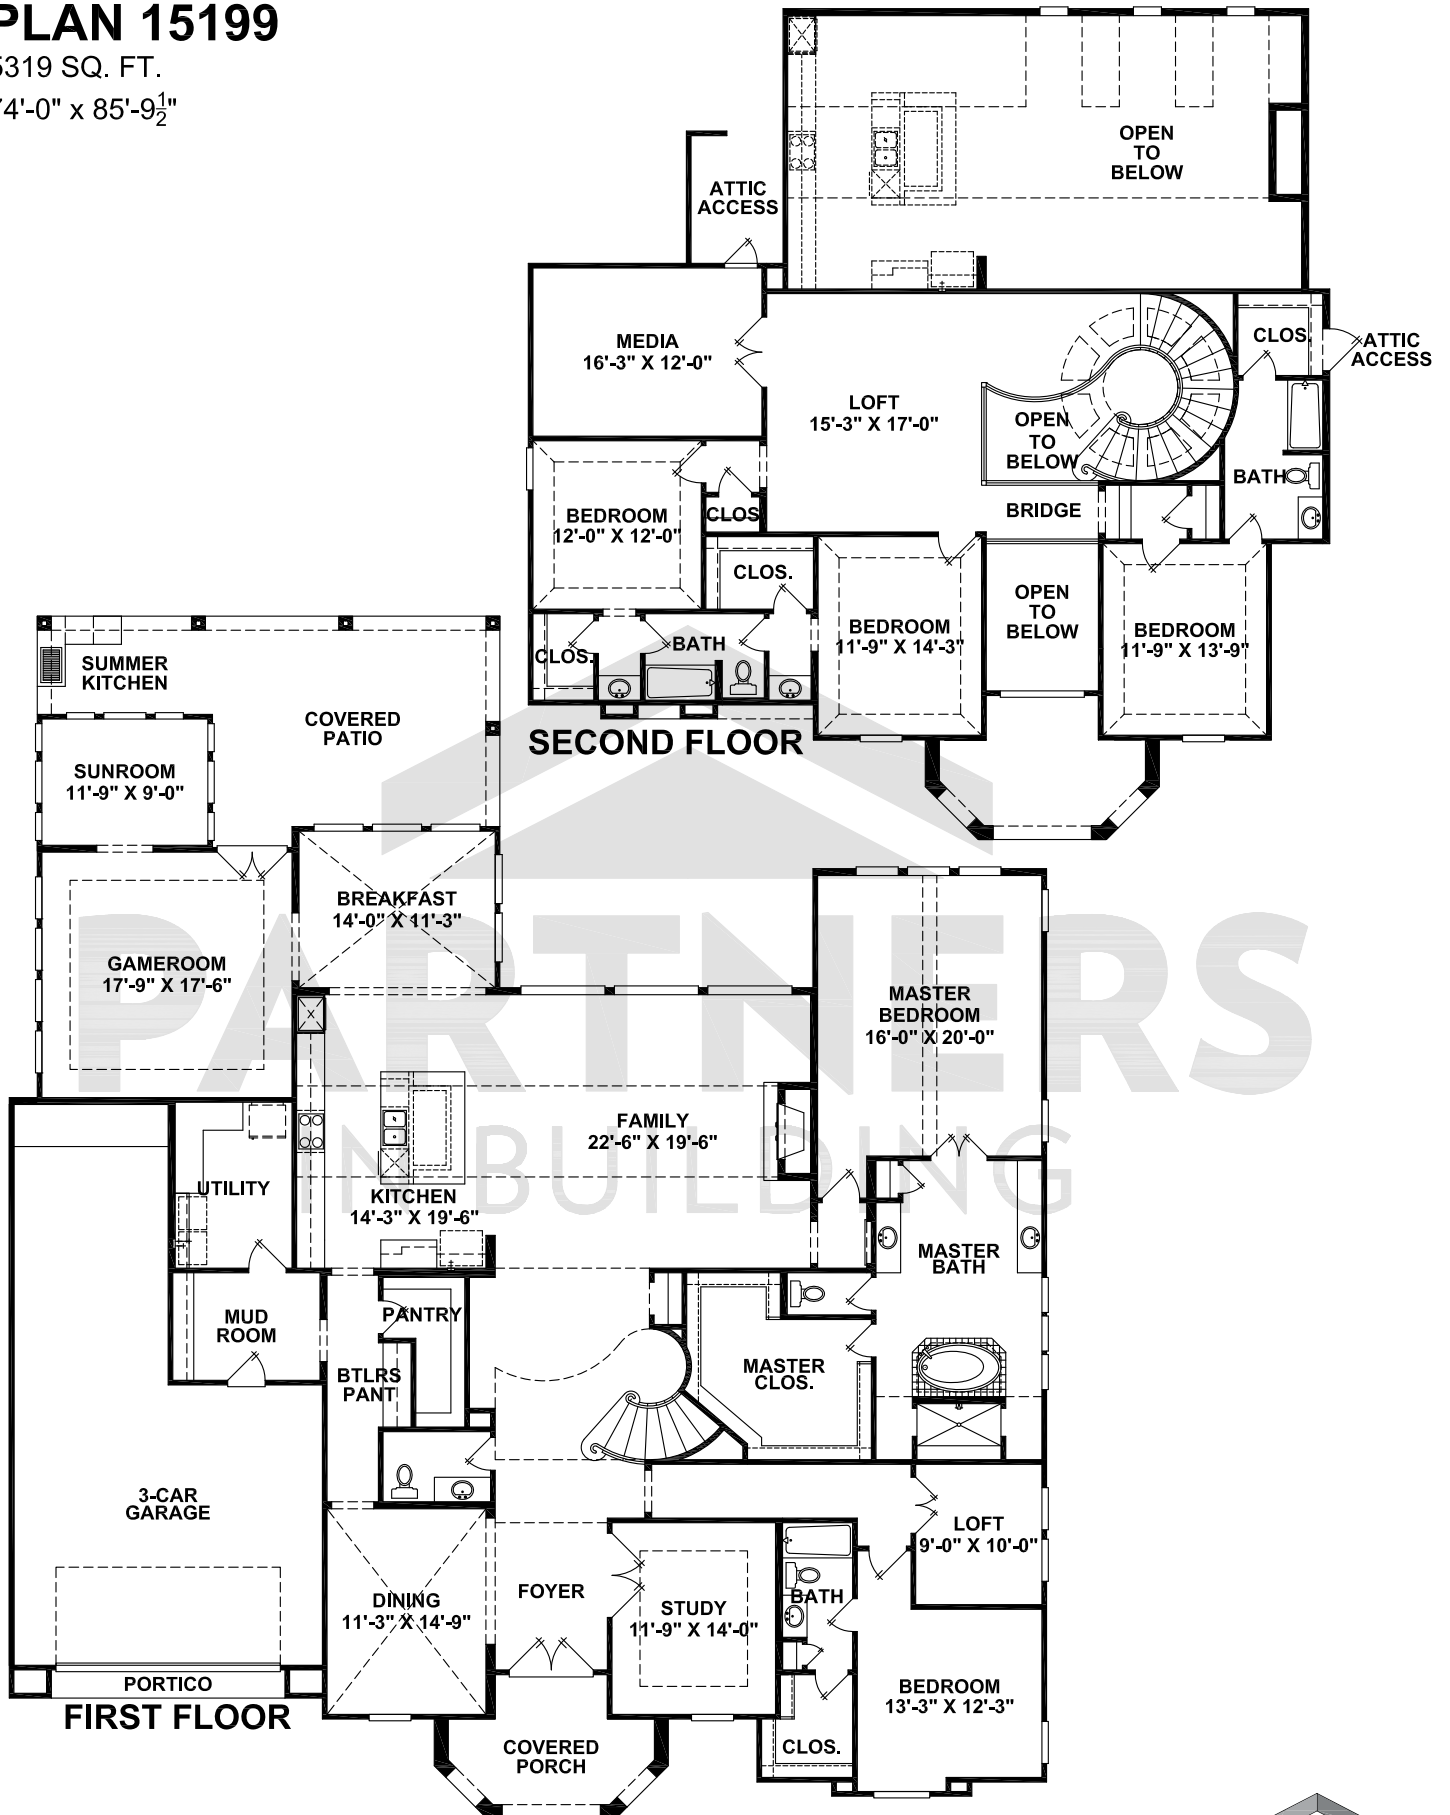 PLAN 15199
5319 SQ. FT.
74'-0" x 85'-9½"
OPEN
TO
BELOW
ATTIC
ACCESS
MEDIA
16'-3" X 12'-0"
CLOS.
ATTIC
ACCESS
LOFT
15'-3" X 17'-0"
OPEN
TO
BELOW
BATH
BRIDGE
BEDROOM
12'-0" X 12'-0"
CLOS
CLOS.
OPEN
TO
BELOW
BEDROOM
11'-9" X 14'-3"
BEDROOM
11'-9" X 13'-9"
CLOS.
BATH
SECOND FLOOR
SUMMER
KITCHEN
COVERED
PATIO
SUNROOM
11'-9" X 9'-0"
BREAKFAST
14'-0" X 11'-3"
GAMEROOM
17'-9" X 17'-6"
MASTER
BEDROOM
16'-0" X 20'-0"
PARTNERS
IN BUILDING
FAMILY
22'-6" X 19'-6"
UTILITY
KITCHEN
14'-3" X 19'-6"
MASTER
BATH
MUD
ROOM
PANTRY
BTLRS
PANT
MASTER
CLOS.
3-CAR
GARAGE
LOFT
9'-0" X 10'-0"
DINING
11'-3" X 14'-9"
FOYER
STUDY
11'-9" X 14'-0"
BATH
PORTICO
BEDROOM
13'-3" X 12'-3"
FIRST FLOOR
COVERED
PORCH
CLOS.